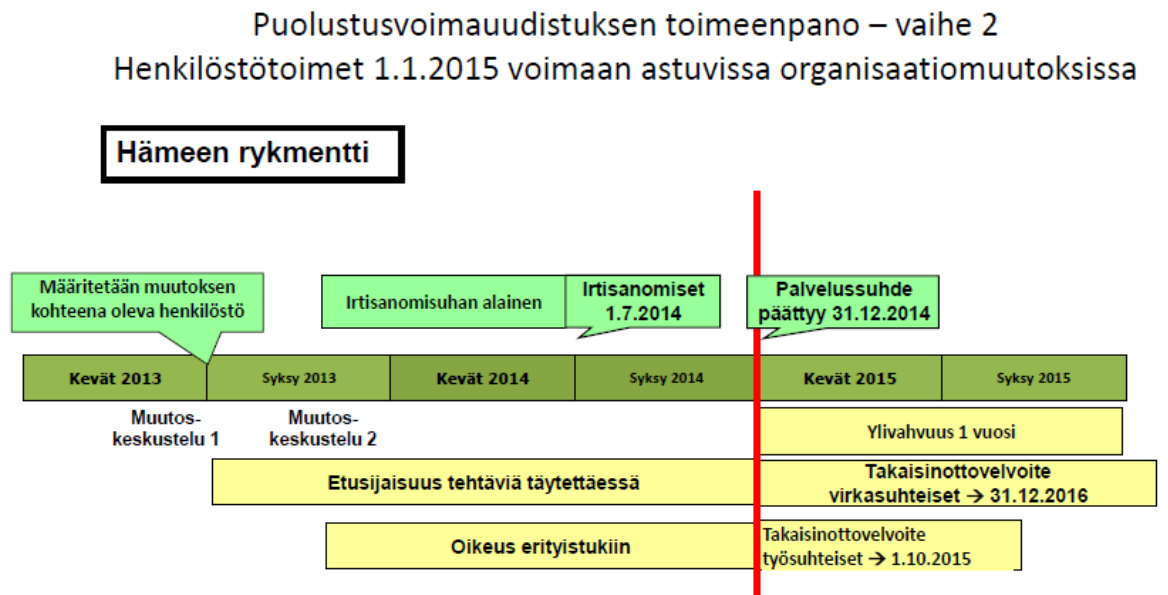 Puolustusvoimauudistuksen toimeenpano – vaihe 2
Henkilöstötoimet 1.1.2015 voimaan astuvissa organisaatiomuutoksissa
Hämeen rykmentti
Määritetään muutoksen
kohteena oleva henkilöstö
Irtisanomisuhan alainen
Irtisanomiset
1.7.2014
Palvelussuhde
päättyy 31.12.2014
Kevät 2013
Syksy 2013
Kevät 2014
Syksy 2014
Kevät 2015
Syksy 2015
Muutos-
keskustelu 1
Muutos-
keskustelu 2
Ylivahvuus 1 vuosi
Etusijaisuus tehtäviä täytettäessä
Takaisinottovelvoite
virkasuhteiset → 31.12.2016
Oikeus erityistukiin
Takaisinottovelvoite
työsuhteiset → 1.10.2015